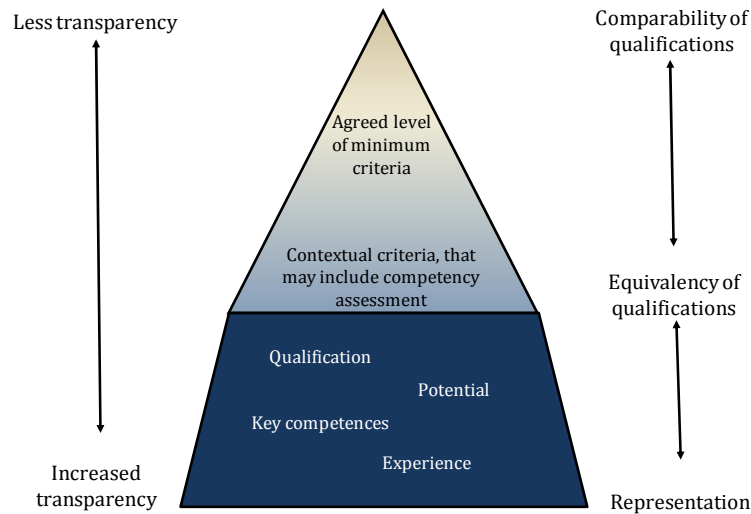 Less transparency
Comparability of
qualifications
Agreed level
of minimum
criteria
Contextual criteria, that
may include competency
assessment
Equivalency of
qualifications
Qualification
Potential
Key competences
Experience
Increased
transparency
Representation